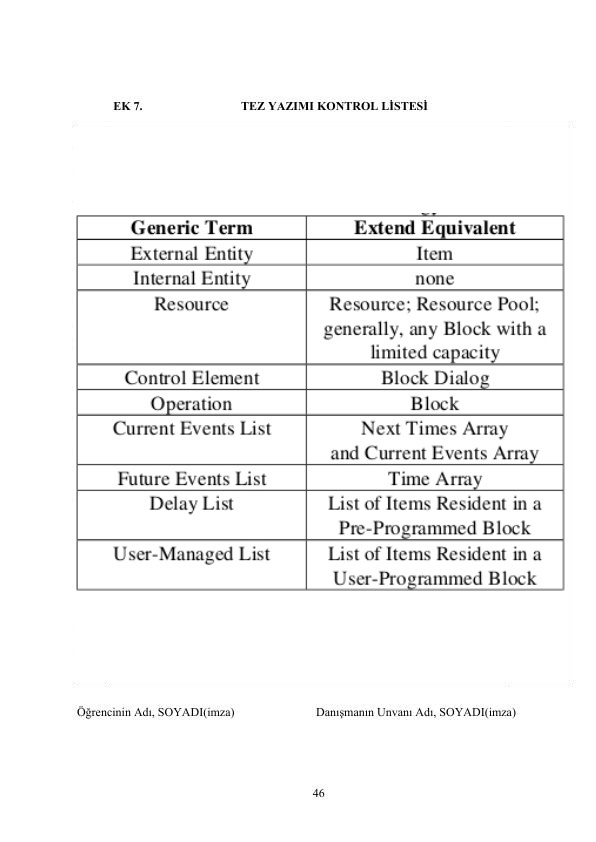 EK 7. TEZ YAZIMI KONTROL LİSTESİ
Generic Term Extend Equivalent
External Entity Item
Internal Entity none
Resource Resource; Resource Pool;
generally, any Block with a
limited capacity
Control Element Block Dialog
Operation Block
Current Events List Next Times Array
and Current Events Array
Future Events List Time Array
Delay List List of Items Resident in a
Pre-Programmed Block
User-Managed List List of Items Resident in a
User-Programmed Block
Öğrencinin Adı, SOYADI(imza) Danışmanın Unvanı Adı, SOYADI(imza)
46